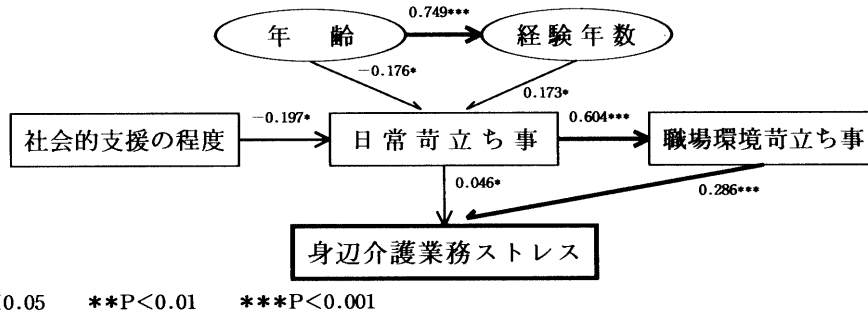 0.749***
年 齢
経験年数
-0.176*
0.173*
社会的支援の程度
-0.197*
日常苛立ち事
0.604***
職場環境苛立ち事
0.046*
0.286***
身辺介護業務ストレス
0.05 **P<0.01 ***P<0.001